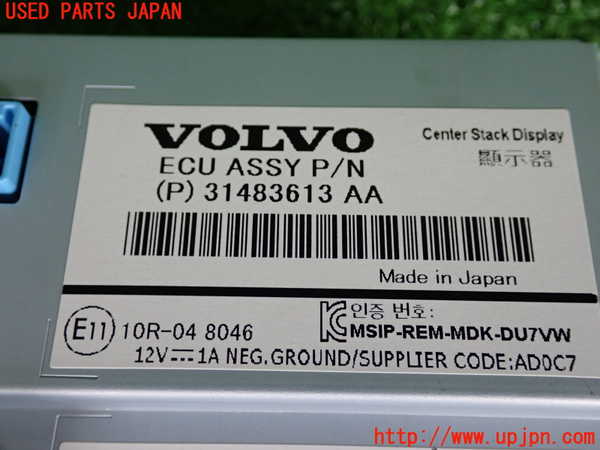 USED PARTS JAPAN
VOLVO
Center Stack Display
ECU ASSY P/N
顯示器
(P) 31483613 AA
Made in Japan
E11 10R-04 8046
인증 번호:
MSIP-REM-MDK-DU7VW
12V⎓1A NEG.GROUND/SUPPLIER CODE:AD0C7
http://www.upjpn.com/